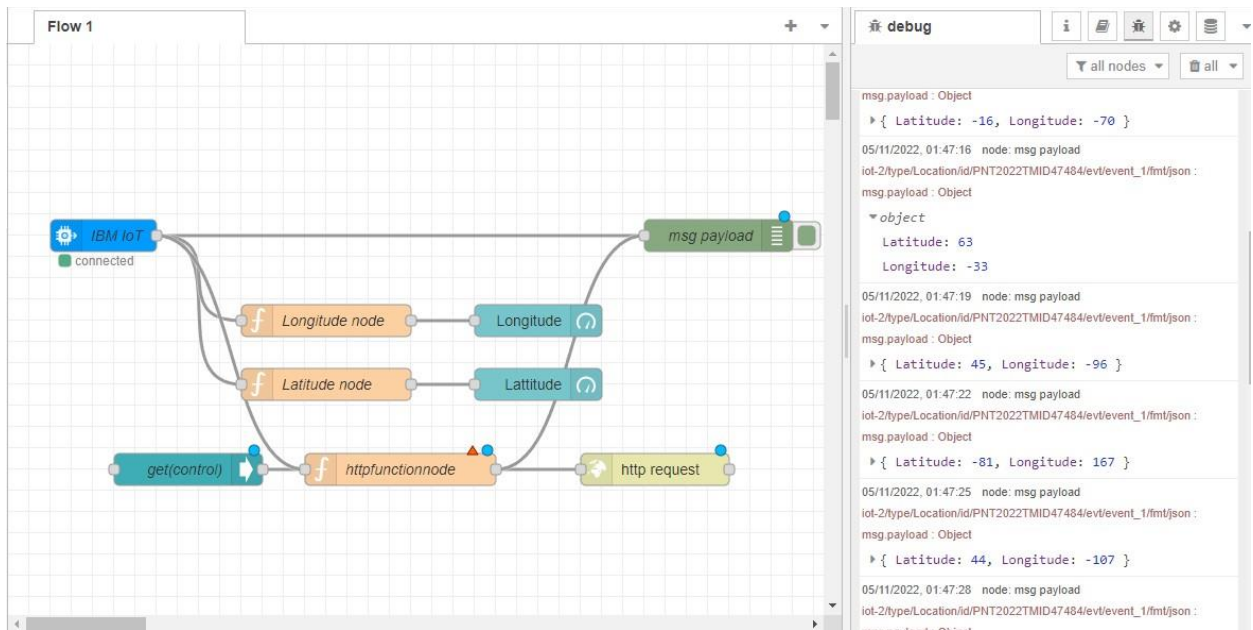 Flow 1
IBM IoT
connected
msg payload
Longitude node
Longitude
Latitude node
Lattitude
get(control)
httpfunctionnode
http request
debug
i
all nodes
all
msg.payload : Object
{ Latitude: -16, Longitude: -70 }
05/11/2022, 01:47:16 node: msg payload
iot-2/type/Location/id/PNT2022TMID47484/evt/event_1/fmt/json :
msg.payload : Object
object
Latitude: 63
Longitude: -33
05/11/2022, 01:47:19 node: msg payload
iot-2/type/Location/id/PNT2022TMID47484/evt/event_1/fmt/json :
msg.payload : Object
{ Latitude: 45, Longitude: -96 }
05/11/2022, 01:47:22 node: msg payload
iot-2/type/Location/id/PNT2022TMID47484/evt/event_1/fmt/json :
msg.payload : Object
{ Latitude: -81, Longitude: 167 }
05/11/2022, 01:47:25 node: msg payload
iot-2/type/Location/id/PNT2022TMID47484/evt/event_1/fmt/json :
msg.payload : Object
{ Latitude: 44, Longitude: -107 }
05/11/2022, 01:47:28 node: msg payload
iot-2/type/Location/id/PNT2022TMID47484/evt/event_1/fmt/json :